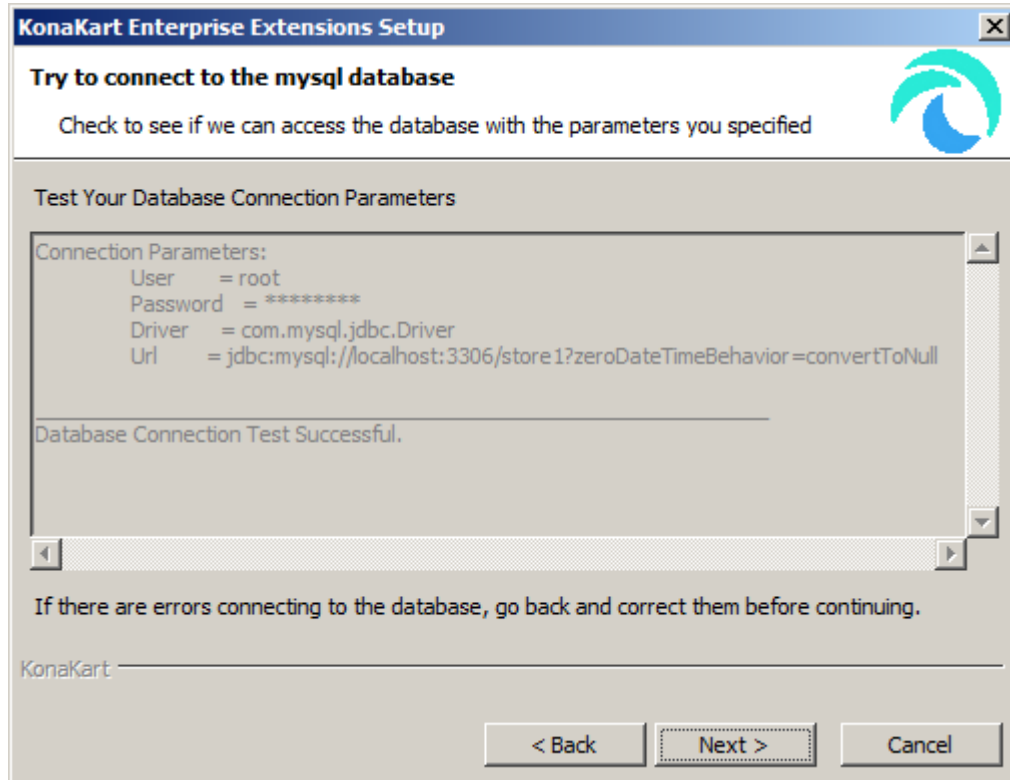 KonaKart Enterprise Extensions Setup
Try to connect to the mysql database
Check to see if we can access the database with the parameters you specified
Test Your Database Connection Parameters
Connection Parameters:
User = root
Password = ********
Driver = com.mysql.jdbc.Driver
Url = jdbc:mysql://localhost:3306/store1?zeroDateTimeBehavior=convertToNull
Database Connection Test Successful.
If there are errors connecting to the database, go back and correct them before continuing.
KonaKart
< Back Next > Cancel